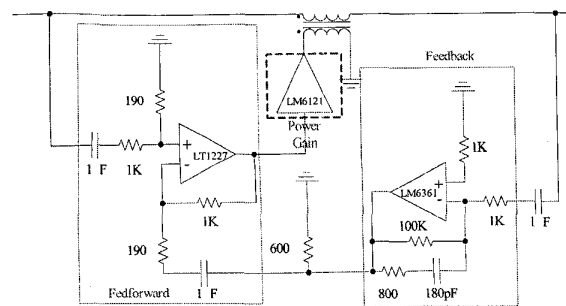 Feedback
190
LM6121
Power
Gain
1K
+
-
LT1227
+
-
LM6361
1 F
1K
1K
1 F
1K
100K
190
600
1 F
800
180pF
Fedforward